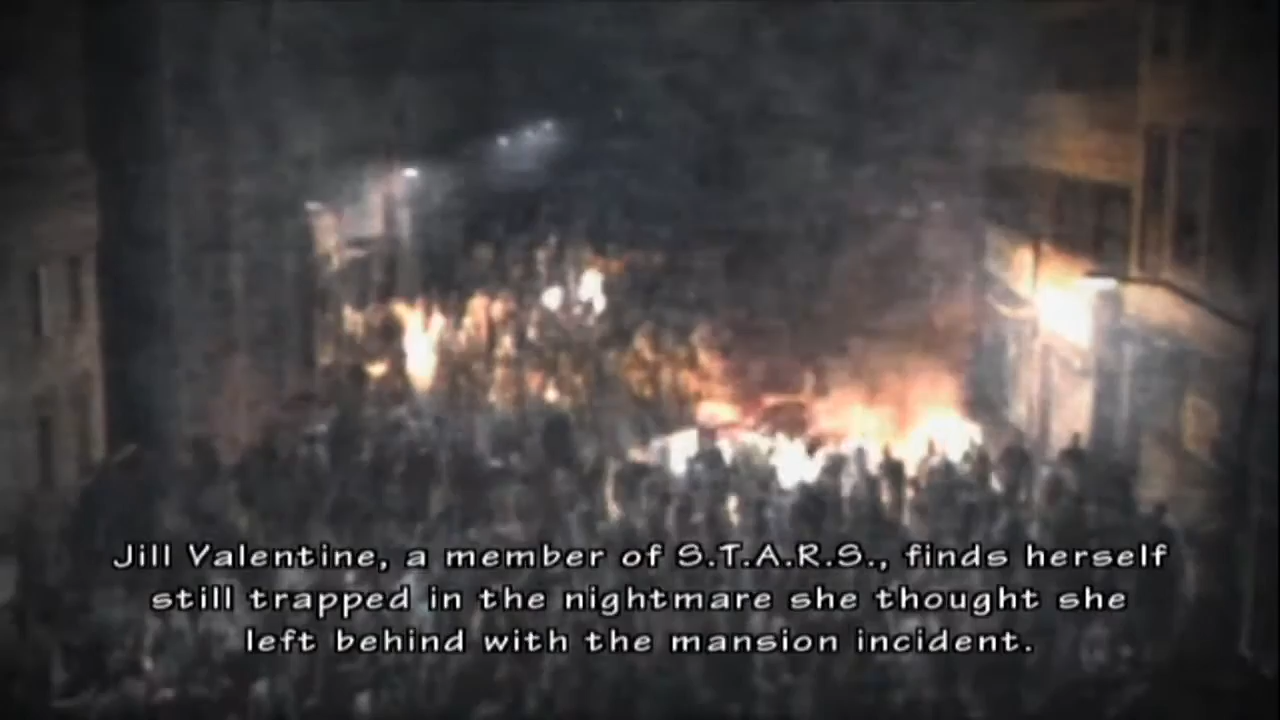 Jill Valentine, a member of S.T.A.R.S., finds herself
still trapped in the nightmare she thought she
left behind with the mansion incident.